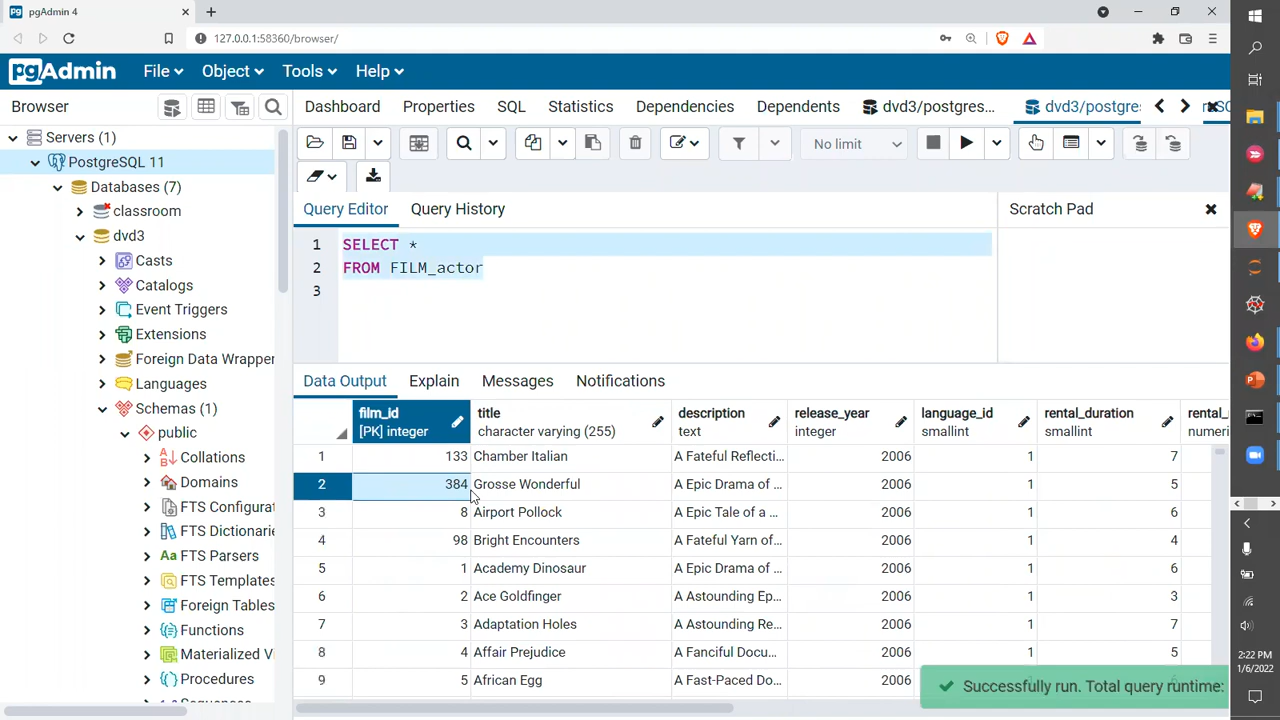 pgAdmin 4
127.0.0.1:58360/browser/
pgAdmin File Object Tools Help
Browser
Dashboard Properties SQL Statistics Dependencies Dependents dvd3/postgres... dvd3/postgres
No limit
Servers (1)
PostgreSQL 11
Databases (7)
classroom
dvd3
Casts
Catalogs
Event Triggers
Extensions
Foreign Data Wrapper
Languages
Schemas (1)
public
Collations
Domains
FTS Configura
FTS Dictionarie
FTS Parsers
FTS Templates
Foreign Tables
Functions
Materialized Vi
Procedures
Query Editor Query History
Scratch Pad
1 SELECT *
2 FROM FILM_actor
3
Data Output Explain Messages Notifications
film_id title description release_year language_id rental_duration rental_
[PK] integer character varying (255) text integer smallint smallint numeri
1 133 Chamber Italian A Fateful Reflecti... 2006 1 7
2 384 Grosse Wonderful A Epic Drama of ... 2006 1 5
3 8 Airport Pollock A Epic Tale of a ... 2006 1 6
4 98 Bright Encounters A Fateful Yarn of... 2006 1 4
5 1 Academy Dinosaur A Epic Drama of ... 2006 1 6
6 2 Ace Goldfinger A Astounding Ep... 2006 1 3
7 3 Adaptation Holes A Astounding Re... 2006 1 7
8 4 Affair Prejudice A Fanciful Docu... 2006 1 5
9 5 African Egg A Fast-Paced Do...
Successfully run. Total query runtime:
2:22 PM
1/6/2022